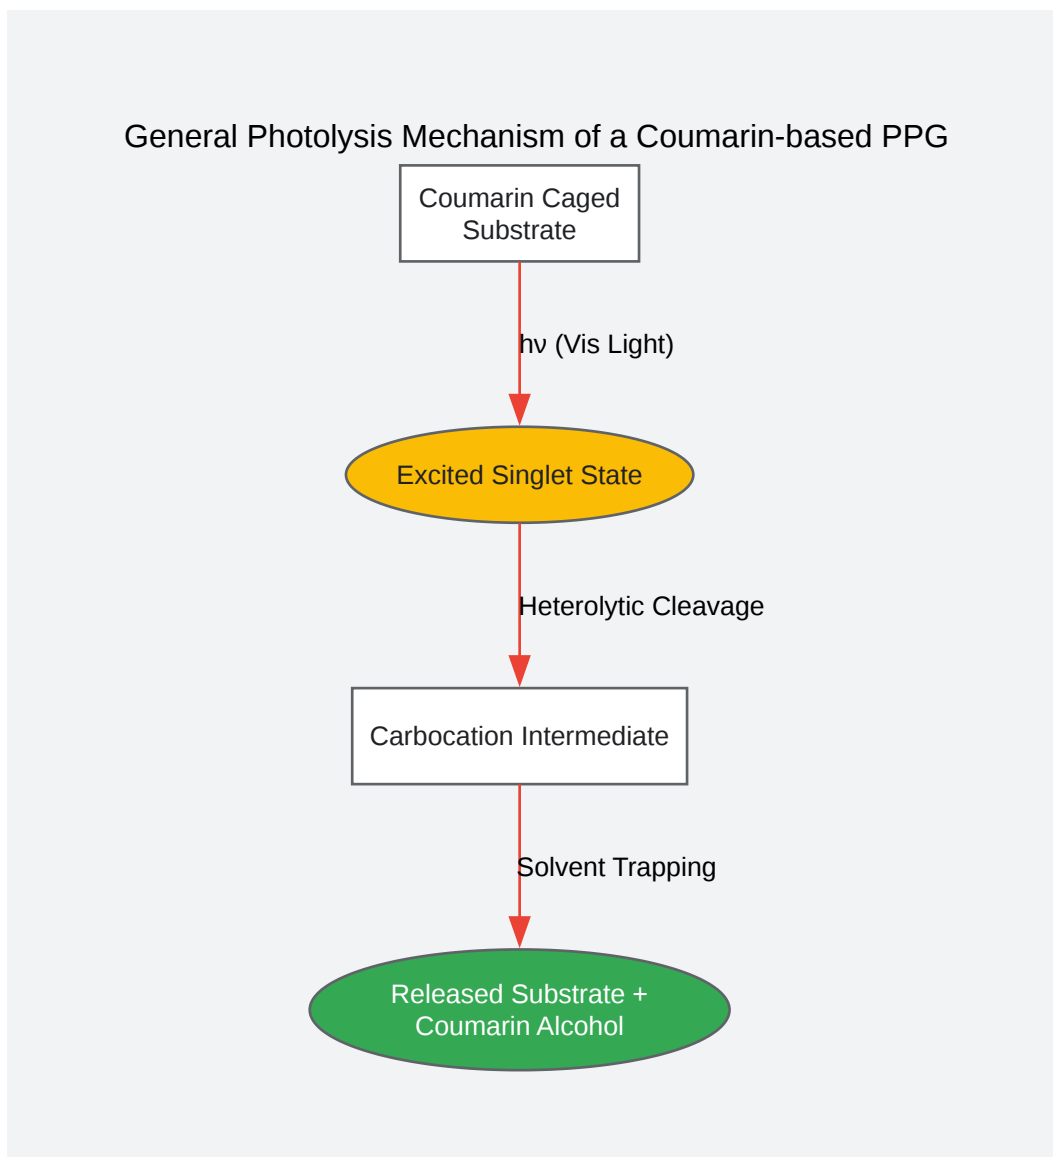 General Photolysis Mechanism of a Coumarin-based PPG
Coumarin Caged
Substrate
hν (Vis Light)
Excited Singlet State
Heterolytic Cleavage
Carbocation Intermediate
Solvent Trapping
Released Substrate +
Coumarin Alcohol